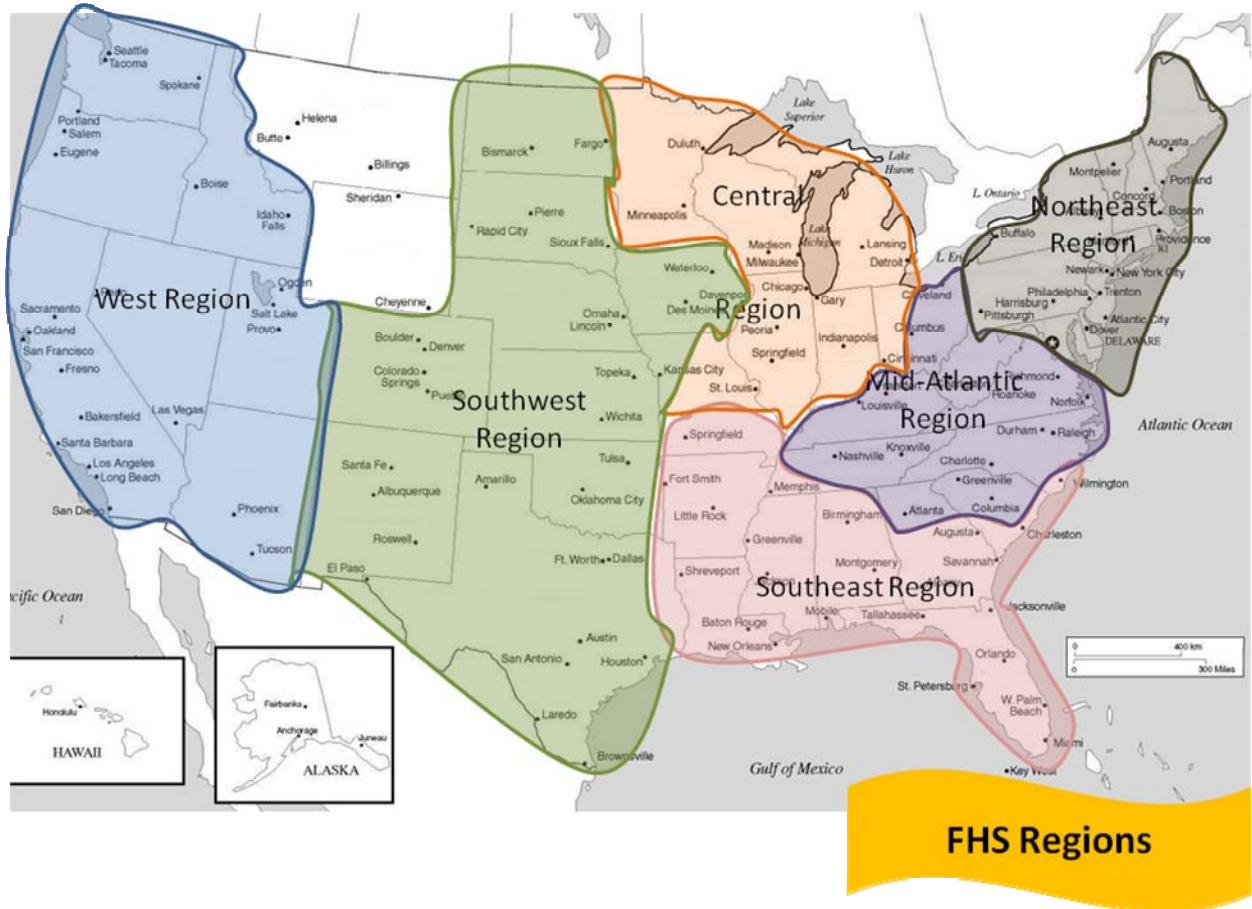 Seattle
Tacoma
Spokane
Portland
Salem
Eugene
Helena
Butte
Billings
Boise
Idaho
Falls
Sheridan
Cheyenne
Ogden
Salt Lake
Provo
West Region
Sacramento
Oakland
San Francisco
Fresno
Las Vegas
Bakersfield
Santa Barbara
Los Angeles
Long Beach
San Diego
Phoenix
Tucson
Bismarck
Fargo
Pierre
Rapid City
Sioux Falls
Waterloo
Des Moines
Omaha
Lincoln
Boulder
Denver
Colorado
Springs
Topeka
Kansas City
Wichita
Southwest
Region
Santa Fe
Albuquerque
Roswell
El Paso
Amarillo
Tulsa
Oklahoma City
Ft. Worth
Dallas
Austin
San Antonio
Houston
Laredo
Brownsville
Duluth
Minneapolis
Lake
Superior
Lake
Huron
Lake
Michigan
Central
Region
Madison
Milwaukee
Lansing
Detroit
Chicago
Gary
Peoria
Springfield
Indianapolis
St. Louis
L. Ontario
Buffalo
Montpelier
Augusta
Concord
Portland
Boston
Providence
RI
Northeast
Region
Newark
New York City
Philadelphia
Trenton
Harrisburg
Pittsburgh
Atlantic City
Dover
DELAWARE
Cleveland
Cincinnati
Mid-Atlantic
Region
Louisville
Richmond
Roanoke
Norfolk
Durham
Raleigh
Knoxville
Nashville
Charlotte
Greenville
Columbia
Atlanta
Wilmington
Springfield
Fort Smith
Memphis
Little Rock
Birmingham
Augusta
Charleston
Greenville
Savannah
Shreveport
Montgomery
Southeast Region
Mobile
Tallahassee
Baton Rouge
New Orleans
Orlando
St. Petersburg
W. Palm
Beach
Miami
Key West
Atlantic Ocean
Gulf of Mexico
0 400 km
0 300 Miles
Honolulu
HAWAII
Fairbanks
Anchorage
Juneau
ALASKA
FHS Regions